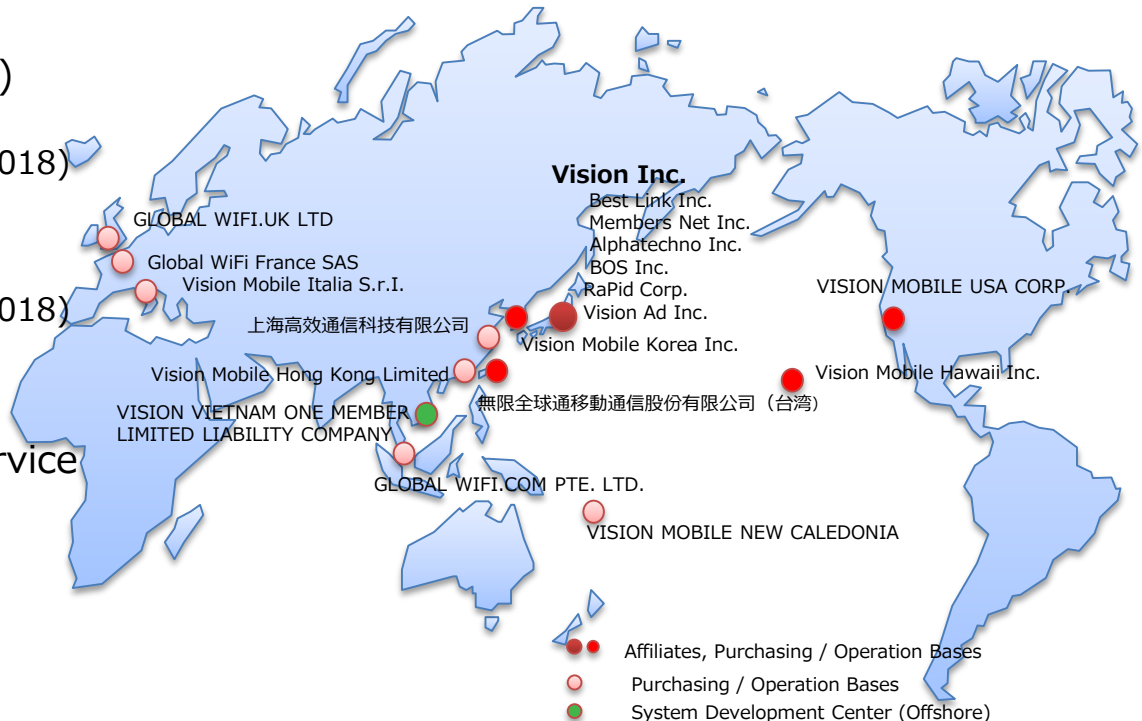 )
018)
Vision Inc.
Best Link Inc.
Members Net Inc.
GLOBAL WIFI.UK LTD
Alphatechno Inc.
Global WiFi France SAS
BOS Inc.
Vision Mobile Italia S.r.I.
RaPid Corp.
VISION MOBILE USA CORP.
018)
Vision Ad Inc.
上海高效通信科技有限公司
Vision Mobile Korea Inc.
Vision Mobile Hong Kong Limited
Vision Mobile Hawaii Inc.
無限全球通移動通信股份有限公司（台湾）
VISION VIETNAM ONE MEMBER
LIMITED LIABILITY COMPANY
rvice
GLOBAL WIFI.COM PTE. LTD.
VISION MOBILE NEW CALEDONIA
Affiliates, Purchasing / Operation Bases
Purchasing / Operation Bases
System Development Center (Offshore)